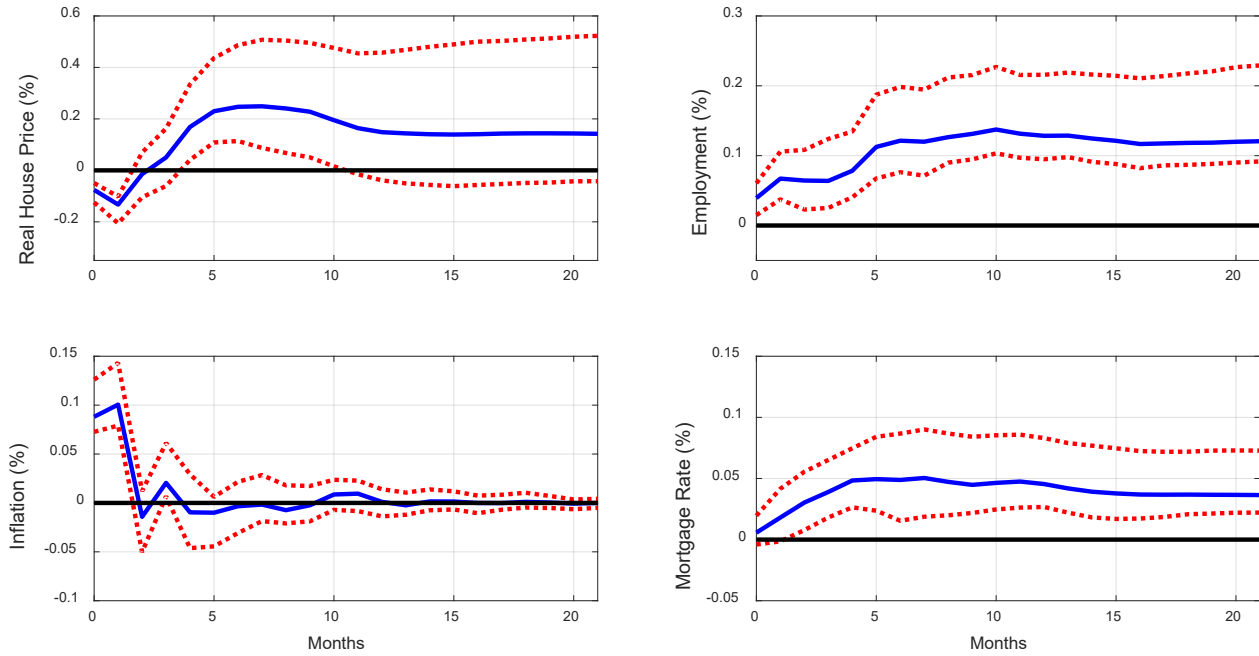 Real House Price (%)
0.6
0.4
0.2
0
-0.2
0 5 10 15 20
Employment (%)
0.3
0.2
0.1
0
0 5 10 15 20
Inflation (%)
0.15
0.1
0.05
0
-0.05
-0.1
0 5 10 15 20
Months
Mortgage Rate (%)
0.15
0.1
0.05
0
-0.05
0 5 10 15 20
Months